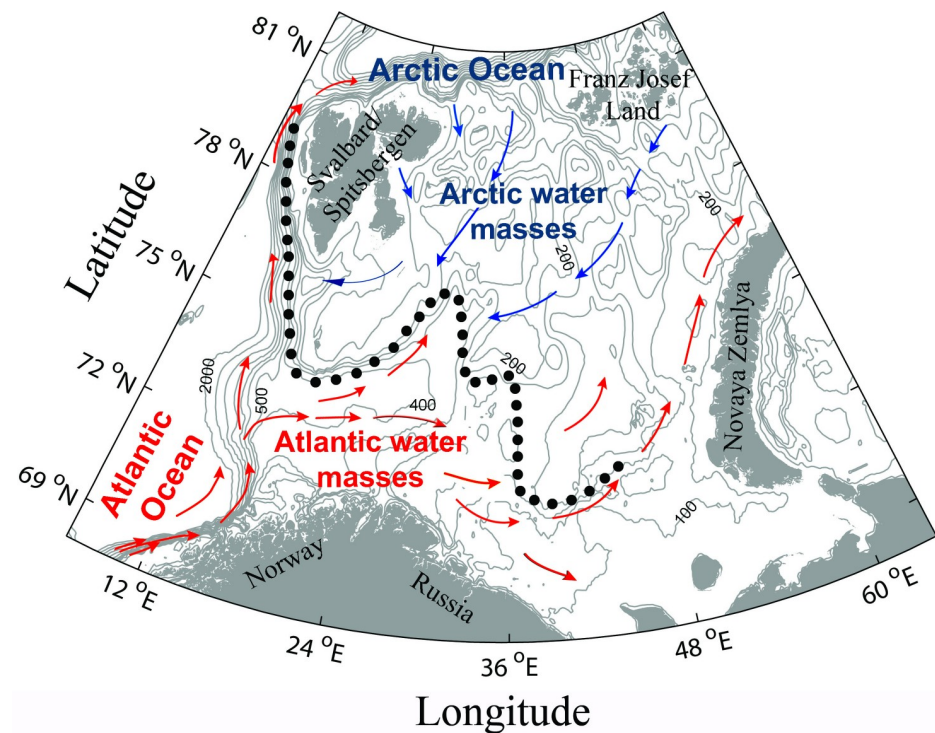 81 °N
Arctic Ocean
Franz Josef
Land
78 °N
Svalbard/
Spitsbergen
Arctic water
masses
200
200
Latitude
75 °N
Novaya Zemlya
72 °N
2000
500
200
400
Atlantic
Ocean
Atlantic water
masses
69 °N
100
Norway
Russia
12 °E
24 °E
36 °E
48 °E
60 °E
Longitude